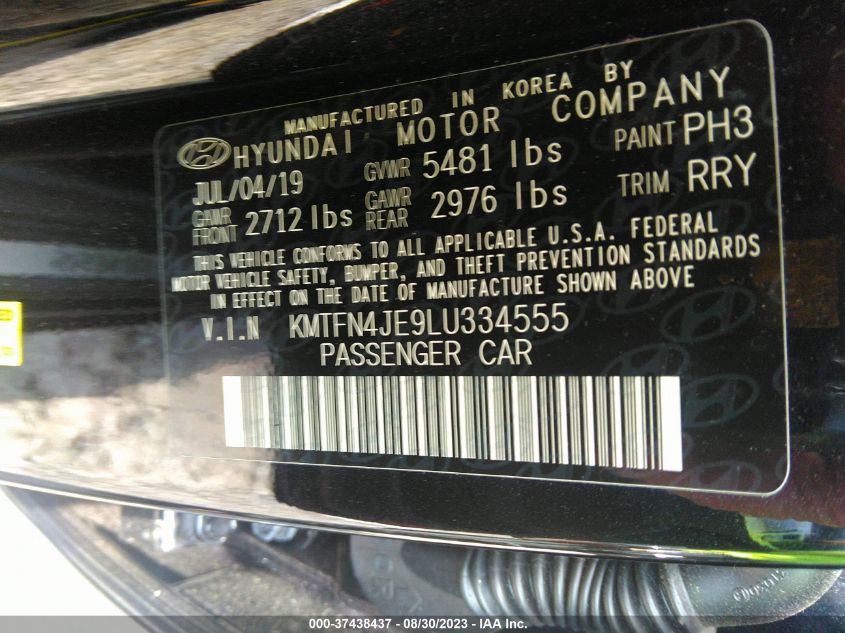 MANUFACTURED IN KOREA BY
HYUNDAI MOTOR COMPANY
JUL/04/19 GVWR 5481 lbs PAINT PH3
GAWR FRONT 2712 lbs GAWR REAR 2976 lbs TRIM RRY
THIS VEHICLE CONFORMS TO ALL APPLICABLE U.S.A. FEDERAL
MOTOR VEHICLE SAFETY, BUMPER, AND THEFT PREVENTION STANDARDS
IN EFFECT ON THE DATE OF MANUFACTURE SHOWN ABOVE
V.I.N KMTFN4JE9LU334555
PASSENGER CAR
000-37438437 - 08/30/2023 - IAA Inc.